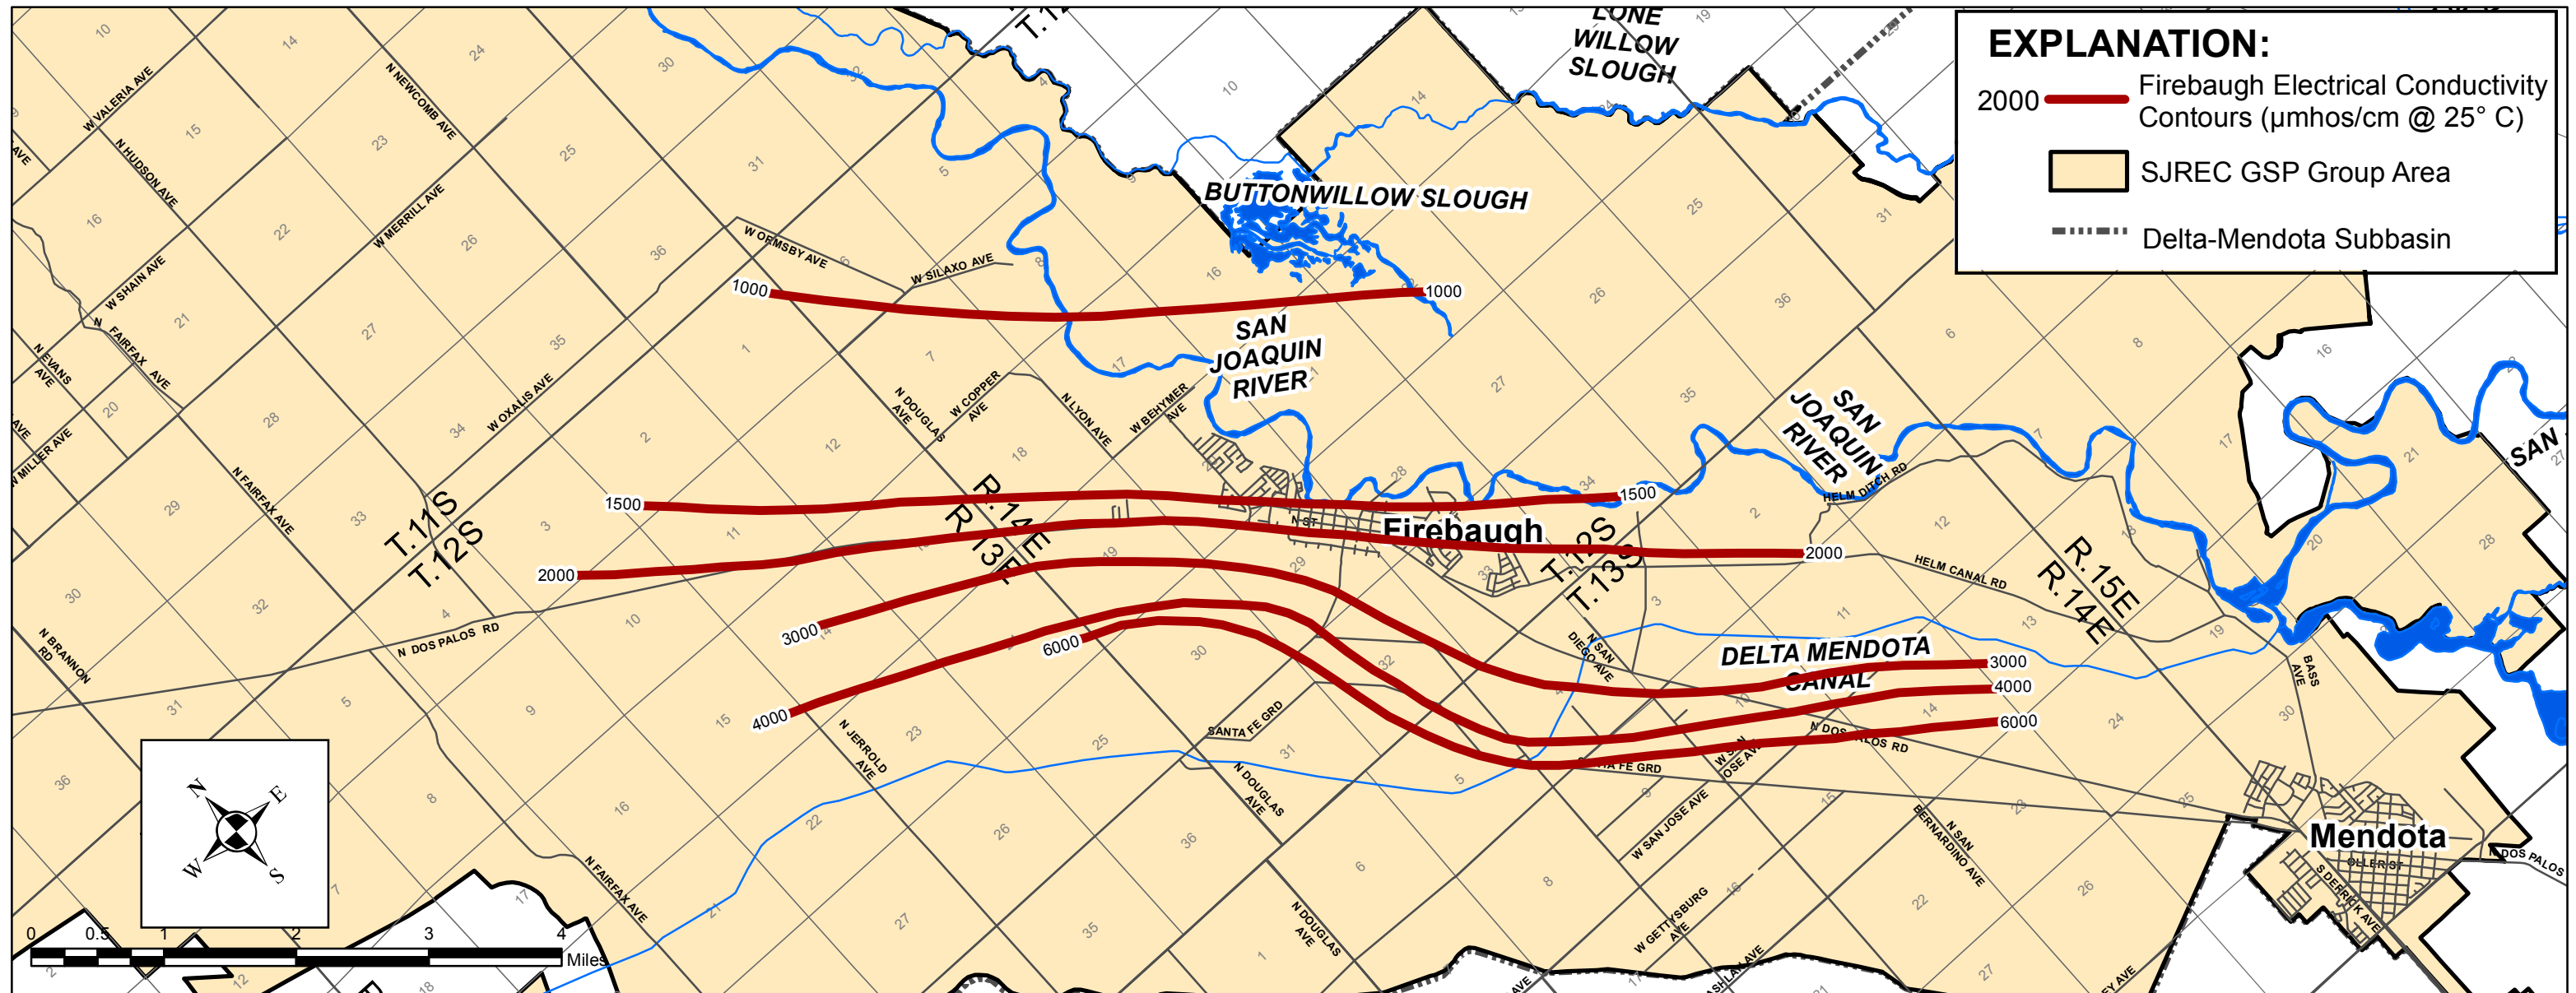 EXPLANATION:
2000
Firebaugh Electrical Conductivity
Contours (µmhos/cm @ 25° C)
SJREC GSP Group Area
Delta-Mendota Subbasin
LONE
WILLOW
SLOUGH
BUTTONWILLOW SLOUGH
SAN
JOAQUIN
RIVER
SAN
JOAQUIN
RIVER
SAN
DELTA MENDOTA
CANAL
Firebaugh
Mendota
T.11S
T.12S
R.14E
R.13E
T.12S
T.13S
R.15E
R.14E
1000
1000
1500
1500
2000
2000
3000
3000
4000
4000
6000
6000
W VALERIA AVE
N HUDSON AVE
N NEWCOMB AVE
W MERRILL AVE
W SHAIN AVE
N FAIRFAX AVE
N EVANS
AVE
W MILLER AVE
N FAIRFAX AVE
W OXALIS AVE
W ORMSBY AVE
W SILAXO AVE
N DOUGLAS
AVE
W COPPER
AVE
N LYON AVE
W BEHYMER
AVE
N ST
HELM DITCH RD
HELM CANAL RD
N DOS PALOS RD
N BRANNON
RD
N JERROLD
AVE
SANTA FE GRD
N DOUGLAS
AVE
N DOUGLAS
AVE
N FAIRFAX AVE
N SAN
DIEGO AVE
N DOS PALOS RD
W SAN JOSE AVE
W GETTYSBURG
AVE
N SAN
BERNARDINO AVE
BASS
AVE
OLLER ST
S DERRICK AVE
N DOS PALOS
N
E
W
S
0
0.5
1
2
3
4
Miles